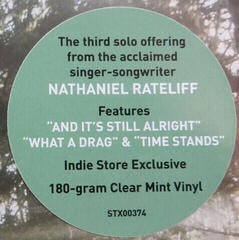 The third solo offering
from the acclaimed
singer-songwriter
NATHANIEL RATELIFF
Features
"AND IT'S STILL ALRIGHT"
"WHAT A DRAG" & "TIME STANDS"
Indie Store Exclusive
180-gram Clear Mint Vinyl
STX00374